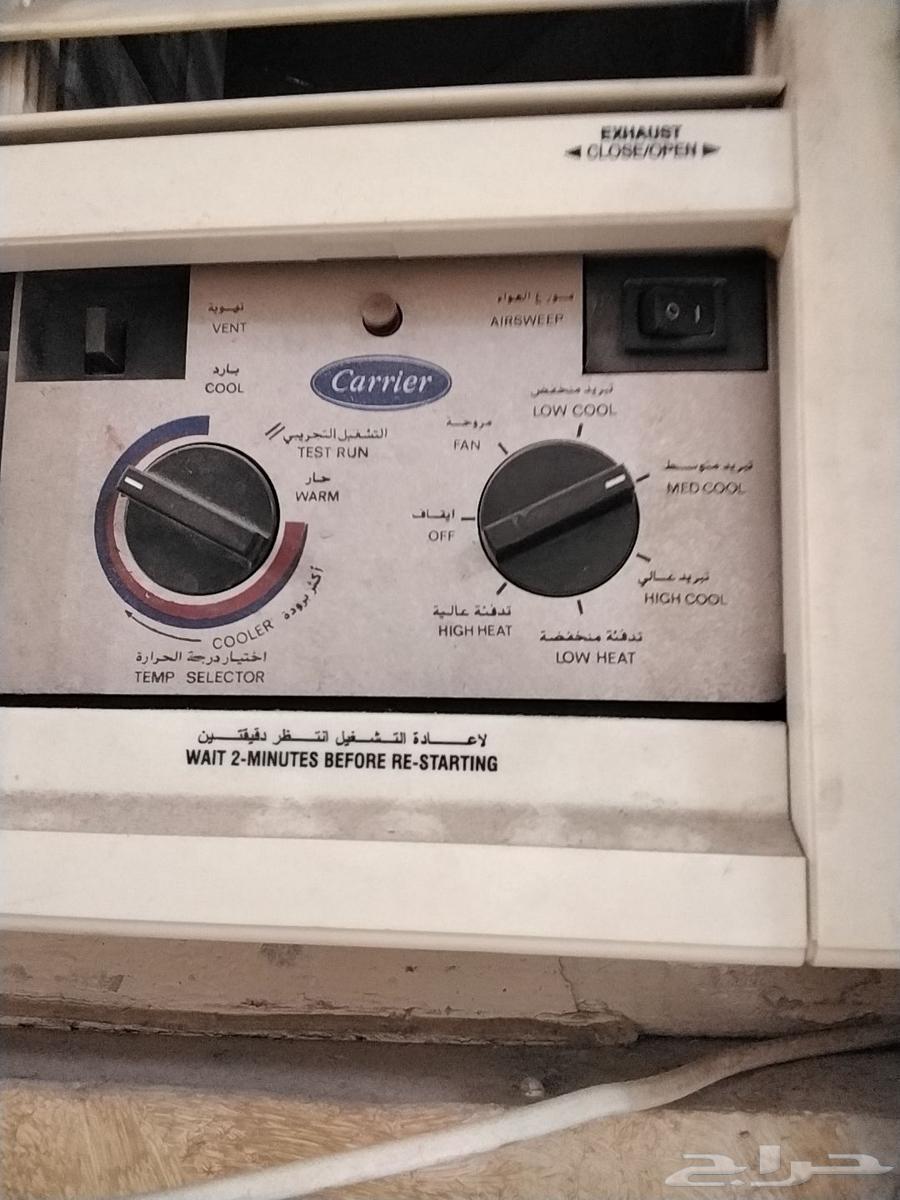 EXHAUST
◄ CLOSE/OPEN ►
تهوية
VENT
موزع الهواء
AIRSWEEP
O I
بارد
COOL
Carrier
تبريد منخفض
LOW COOL
مروحة
FAN
التشغيل التجريبي
TEST RUN
تبريد متوسط
MED COOL
حار
WARM
ايقاف
OFF
تبريد عالي
HIGH COOL
أكثر برودة
COOLER
تدفئة عالية
HIGH HEAT
تدفئة منخفضة
LOW HEAT
اختيار درجة الحرارة
TEMP SELECTOR
لاعادة التشغيل انتظر دقيقتين
WAIT 2-MINUTES BEFORE RE-STARTING
حراج